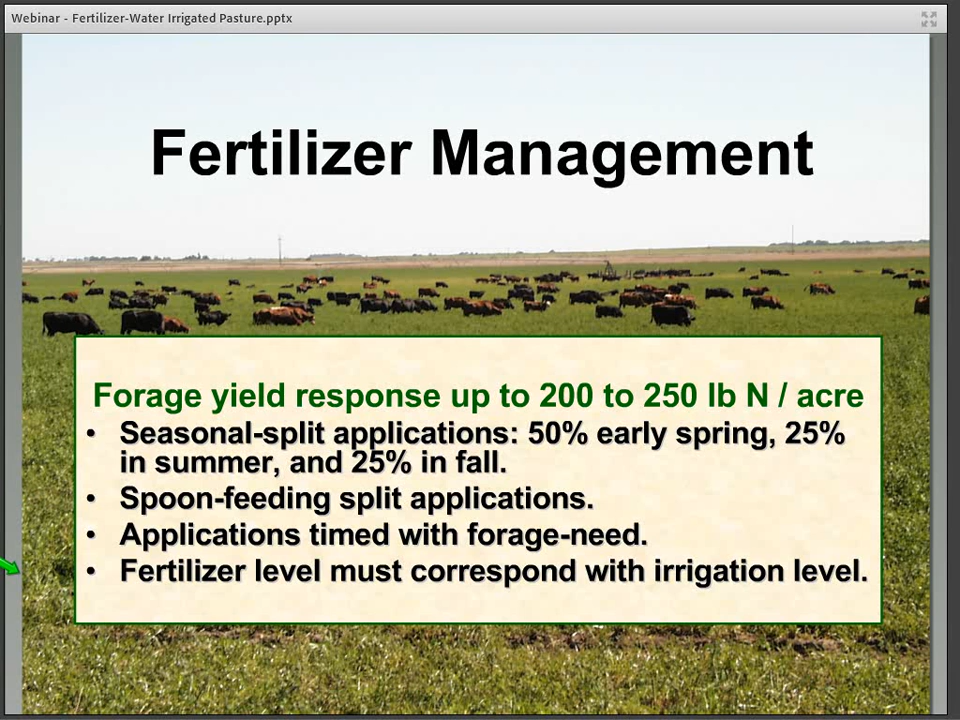 Webinar - Fertilizer-Water Irrigated Pasture.pptx
Fertilizer Management
Forage yield response up to 200 to 250 lb N / acre
• Seasonal-split applications: 50% early spring, 25%
in summer, and 25% in fall.
• Spoon-feeding split applications.
• Applications timed with forage-need.
• Fertilizer level must correspond with irrigation level.